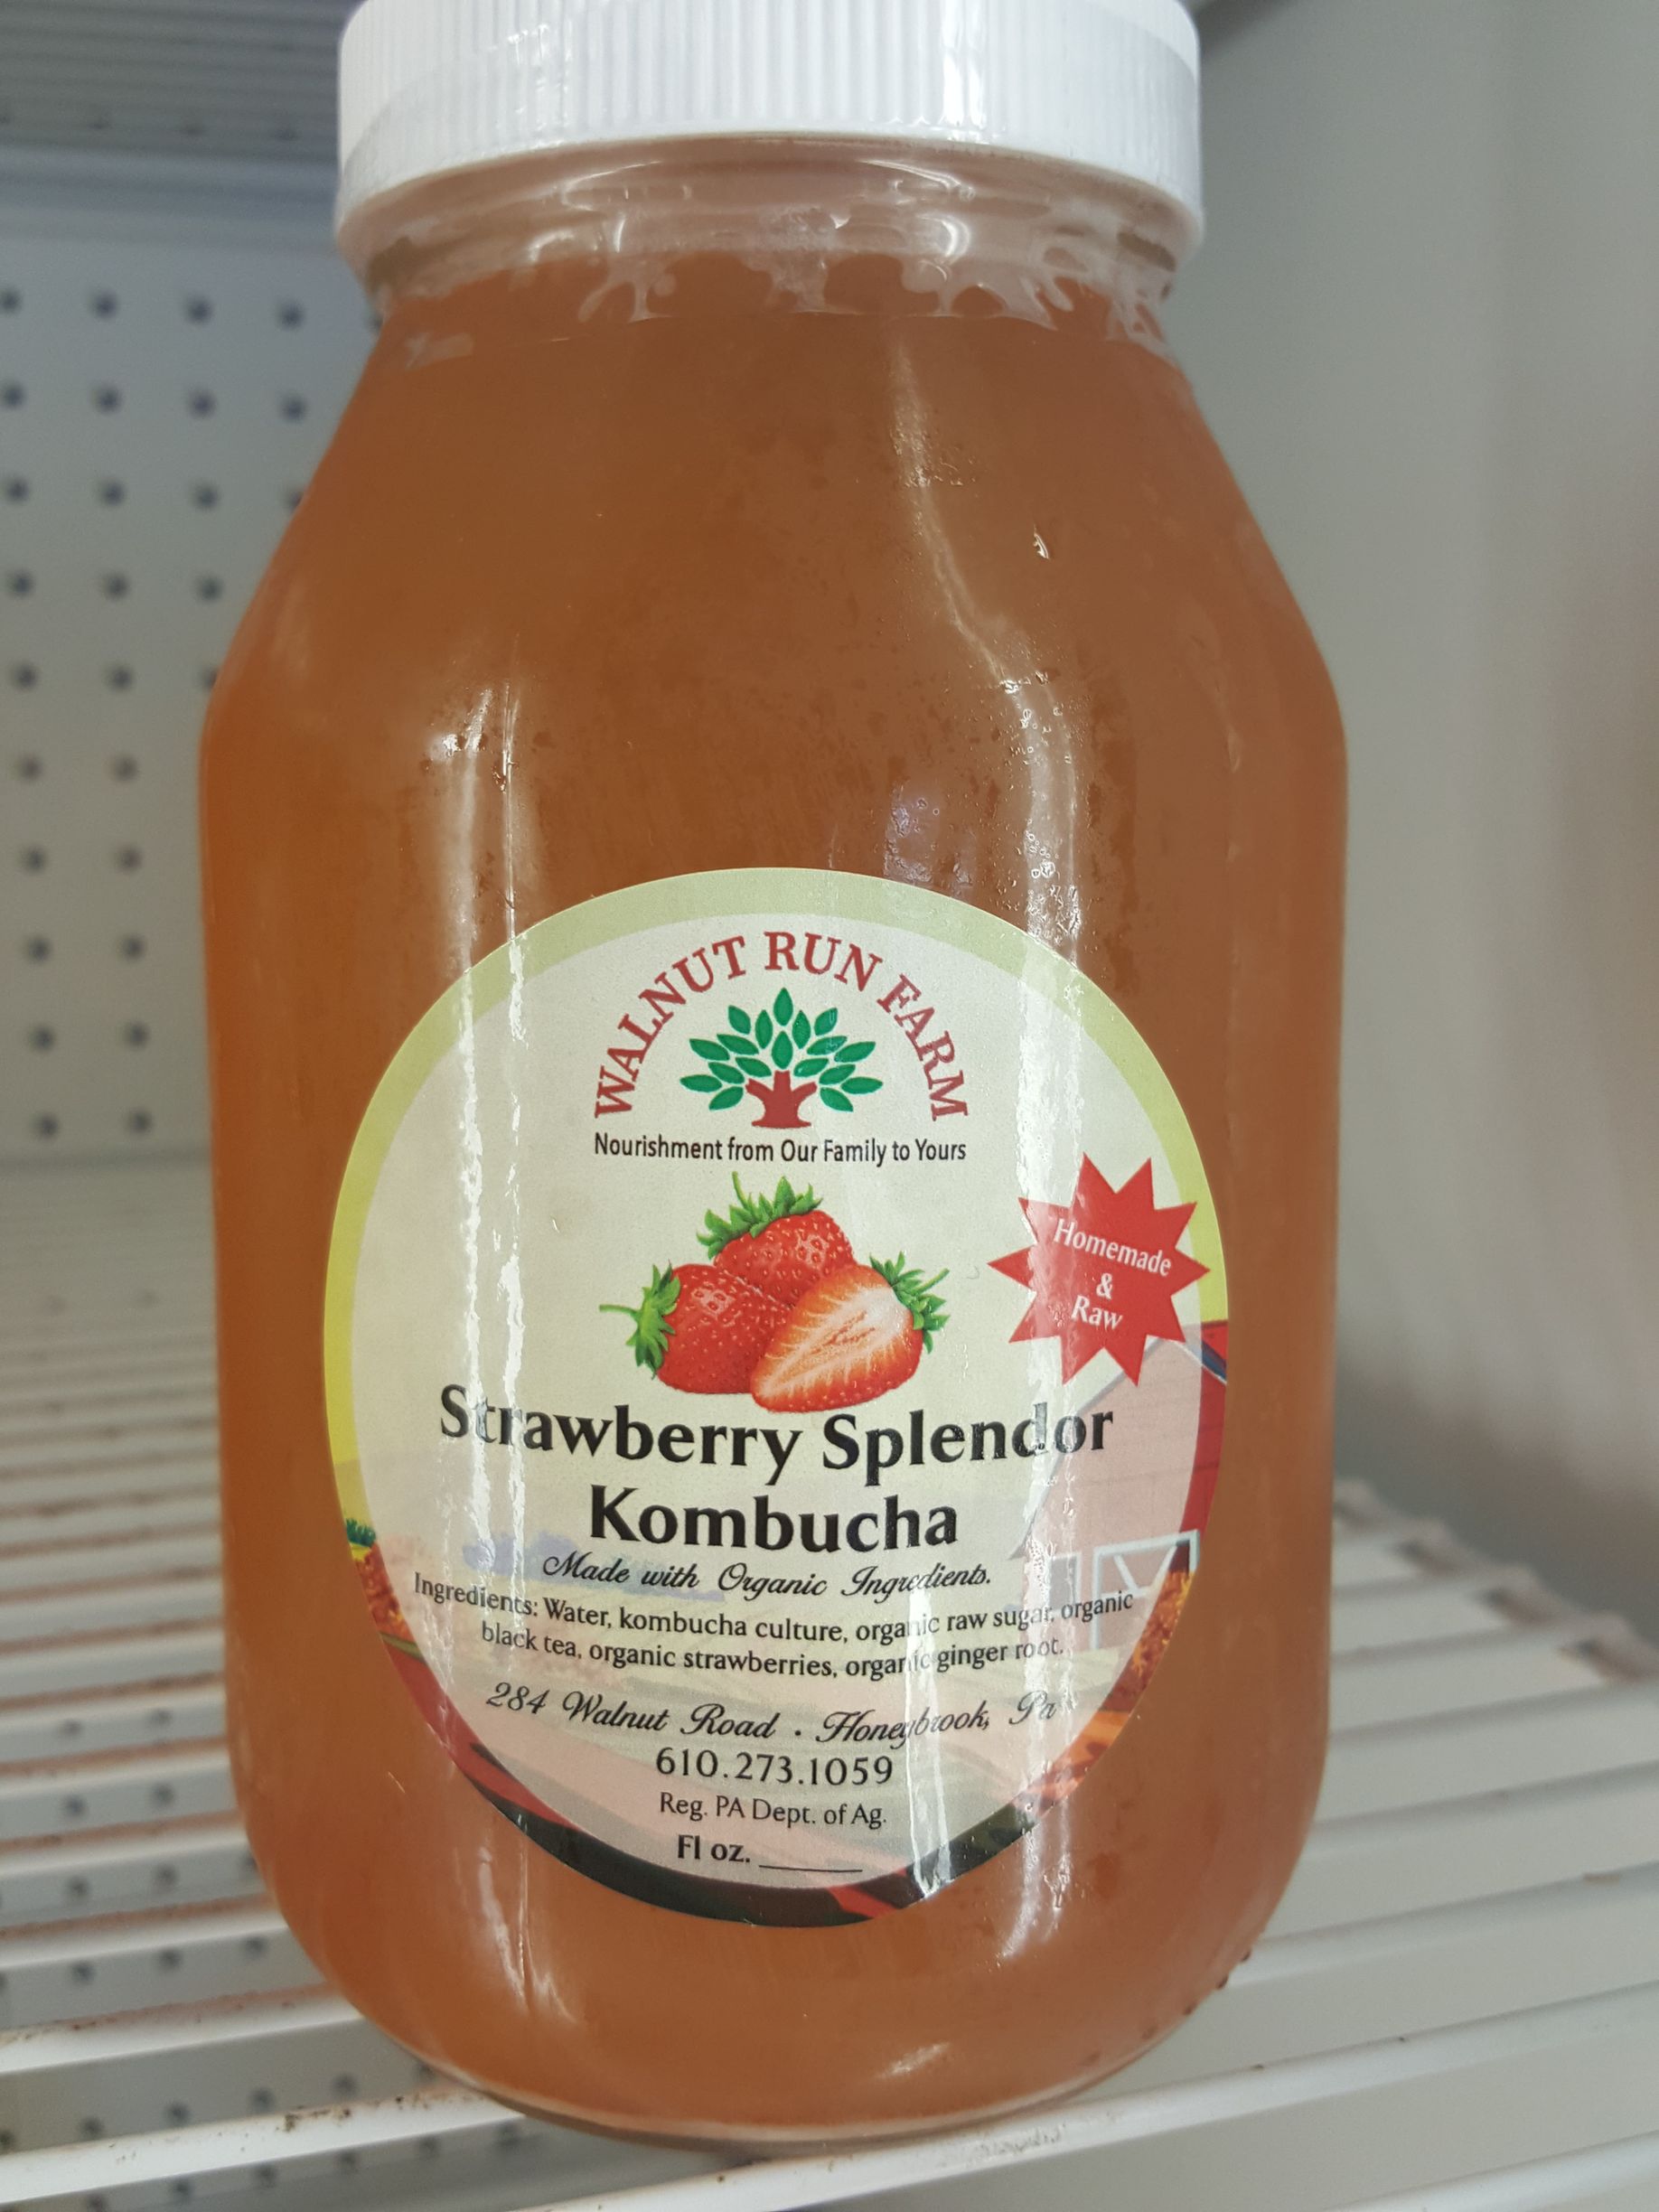 WALNUT RUN FARM
Nourishment from Our Family to Yours
Homemade
&
Raw
Strawberry Splendor
Kombucha
Made with Organic Ingredients.
Ingredients: Water, kombucha culture, organic raw sugar, organic
black tea, organic strawberries, organic ginger root.
284 Walnut Road . Honeybrook, Pa
610.273.1059
Reg. PA Dept. of Ag.
Fl oz. ______